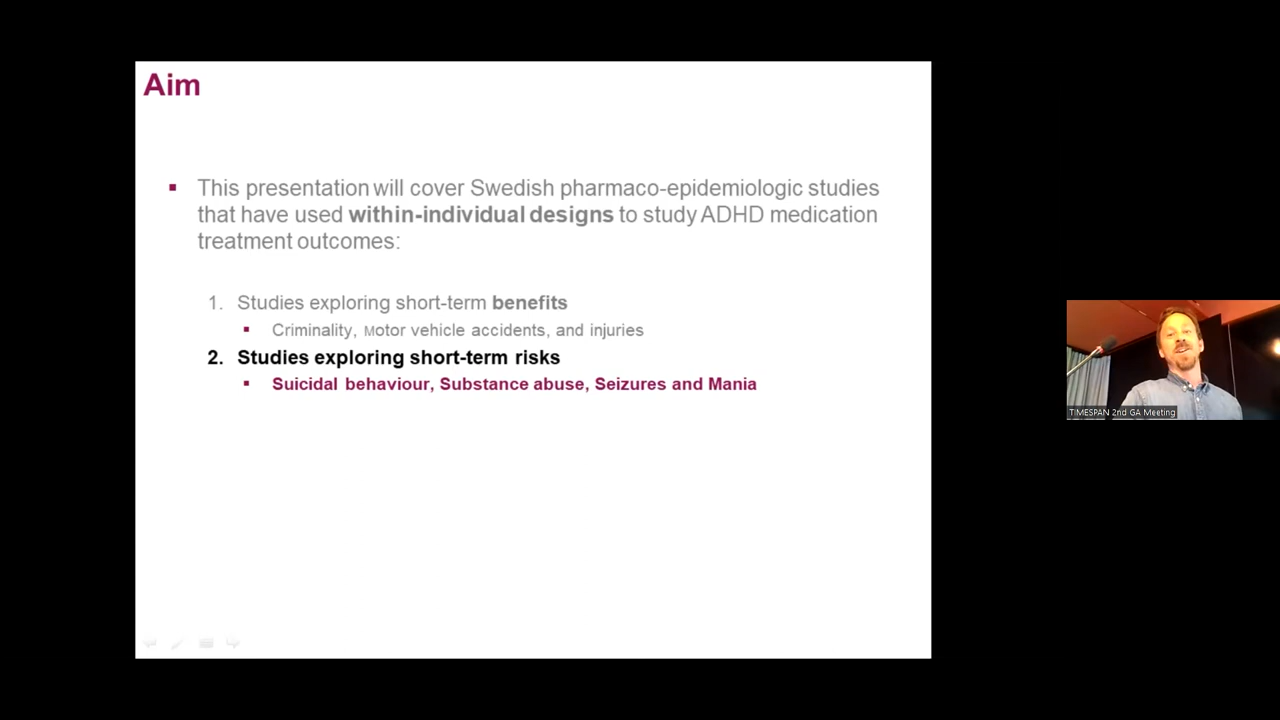 Aim
▪ This presentation will cover Swedish pharmaco-epidemiologic studies
that have used within-individual designs to study ADHD medication
treatment outcomes:
1. Studies exploring short-term benefits
▪ Criminality, Motor vehicle accidents, and injuries
2. Studies exploring short-term risks
▪ Suicidal behaviour, Substance abuse, Seizures and Mania
TIMESPAN 2nd GA Meeting